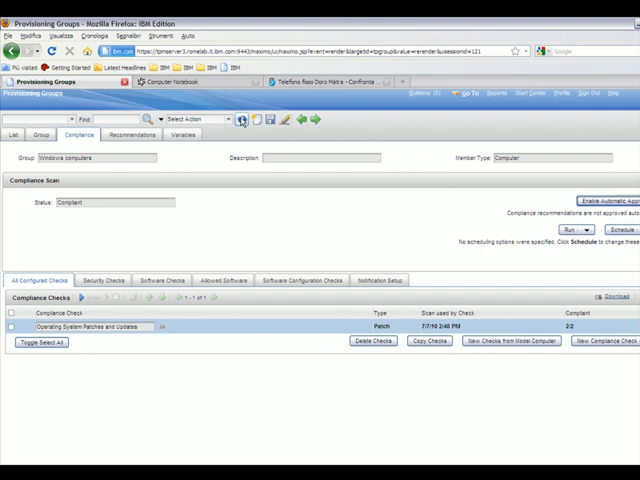 Provisioning Groups - Mozilla Firefox: IBM Edition
File Modifica Visualizza Cronologia Segnalibri Strumenti ?
ibm.com https://tpmserver3.romelab.it.ibm.com:9443/maximo/ui/maximo.jsp?event=rerender&targetid=tpgroup&value=rerender&uisessionid=121 Google
Più visitati Getting Started Latest Headlines IBM IBM IBM IBM
Provisioning Groups Computer Notebook Telefono fisso Doro Matra - Confronta ...
Provisioning Groups Bulletins: (0) Go To Reports Start Center Profile Sign Out Help
Find: Select Action
List Group Compliance Recommendations Variables
Group: Windows computers Description: Member Type: Computer
Compliance Scan
Status: Compliant Enable Automatic Appr
Compliance recommendations are not approved auto
Run Schedule
No scheduling options were specified. Click Schedule to change these
All Configured Checks Security Checks Software Checks Allowed Software Software Configuration Checks Notification Setup
Compliance Checks 1 - 1 of 1 Download
Compliance Check Type Scan used by Check Compliant
Operating System Patches and Updates Patch 7/7/10 2:48 PM 2/2
Toggle Select All Delete Checks Copy Checks New Checks from Model Computer New Compliance Check